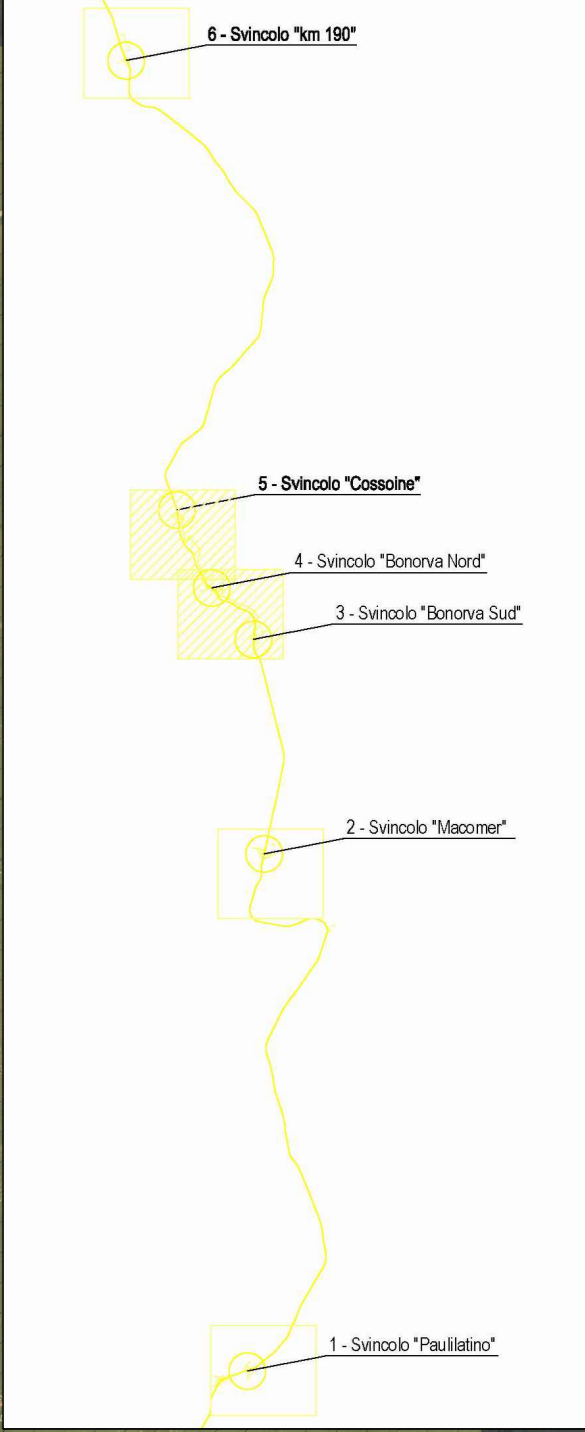 6 - Svincolo "km 190"
5 - Svincolo "Cossoine"
4 - Svincolo "Bonorva Nord"
3 - Svincolo "Bonorva Sud"
2 - Svincolo "Macomer"
1 - Svincolo "Paulilatino"